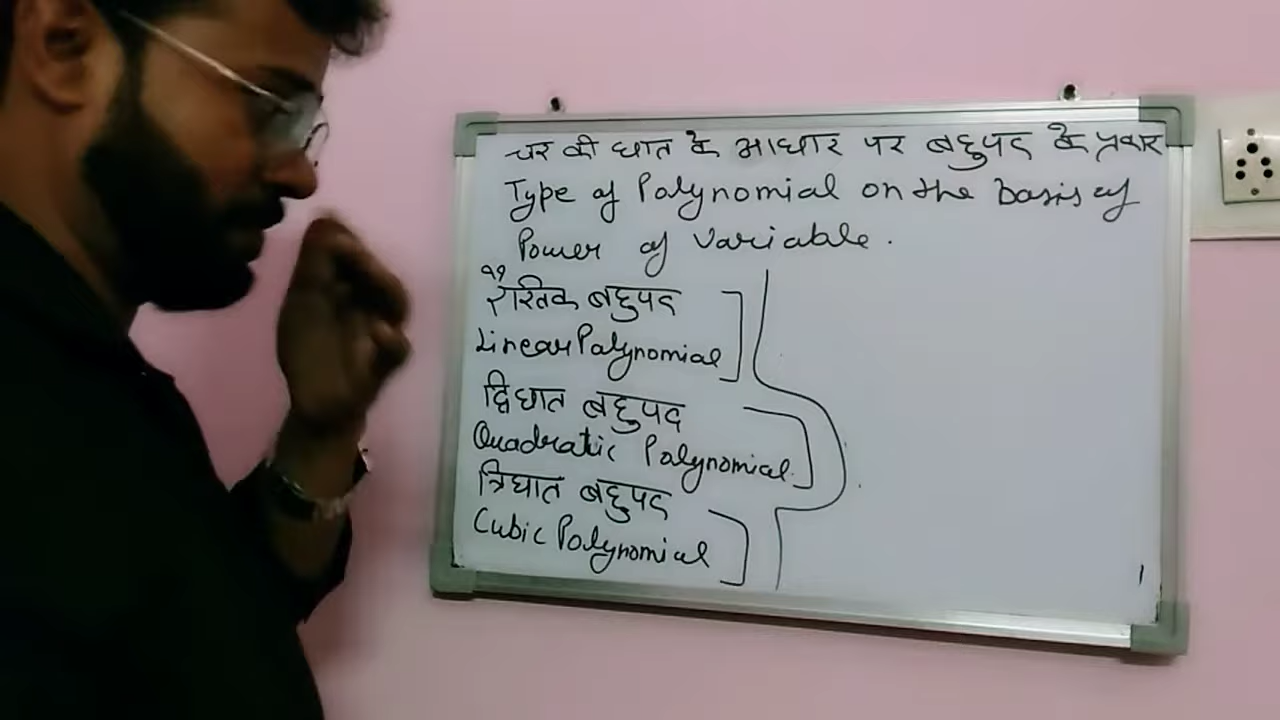 चर की घात के आधार पर बहुपद के प्रकार
Type of Polynomial on the basis of
Power of Variable.
रैखिक बहुपद
Linear Polynomial
द्विघात बहुपद
Quadratic Polynomial
त्रिघात बहुपद
Cubic Polynomial